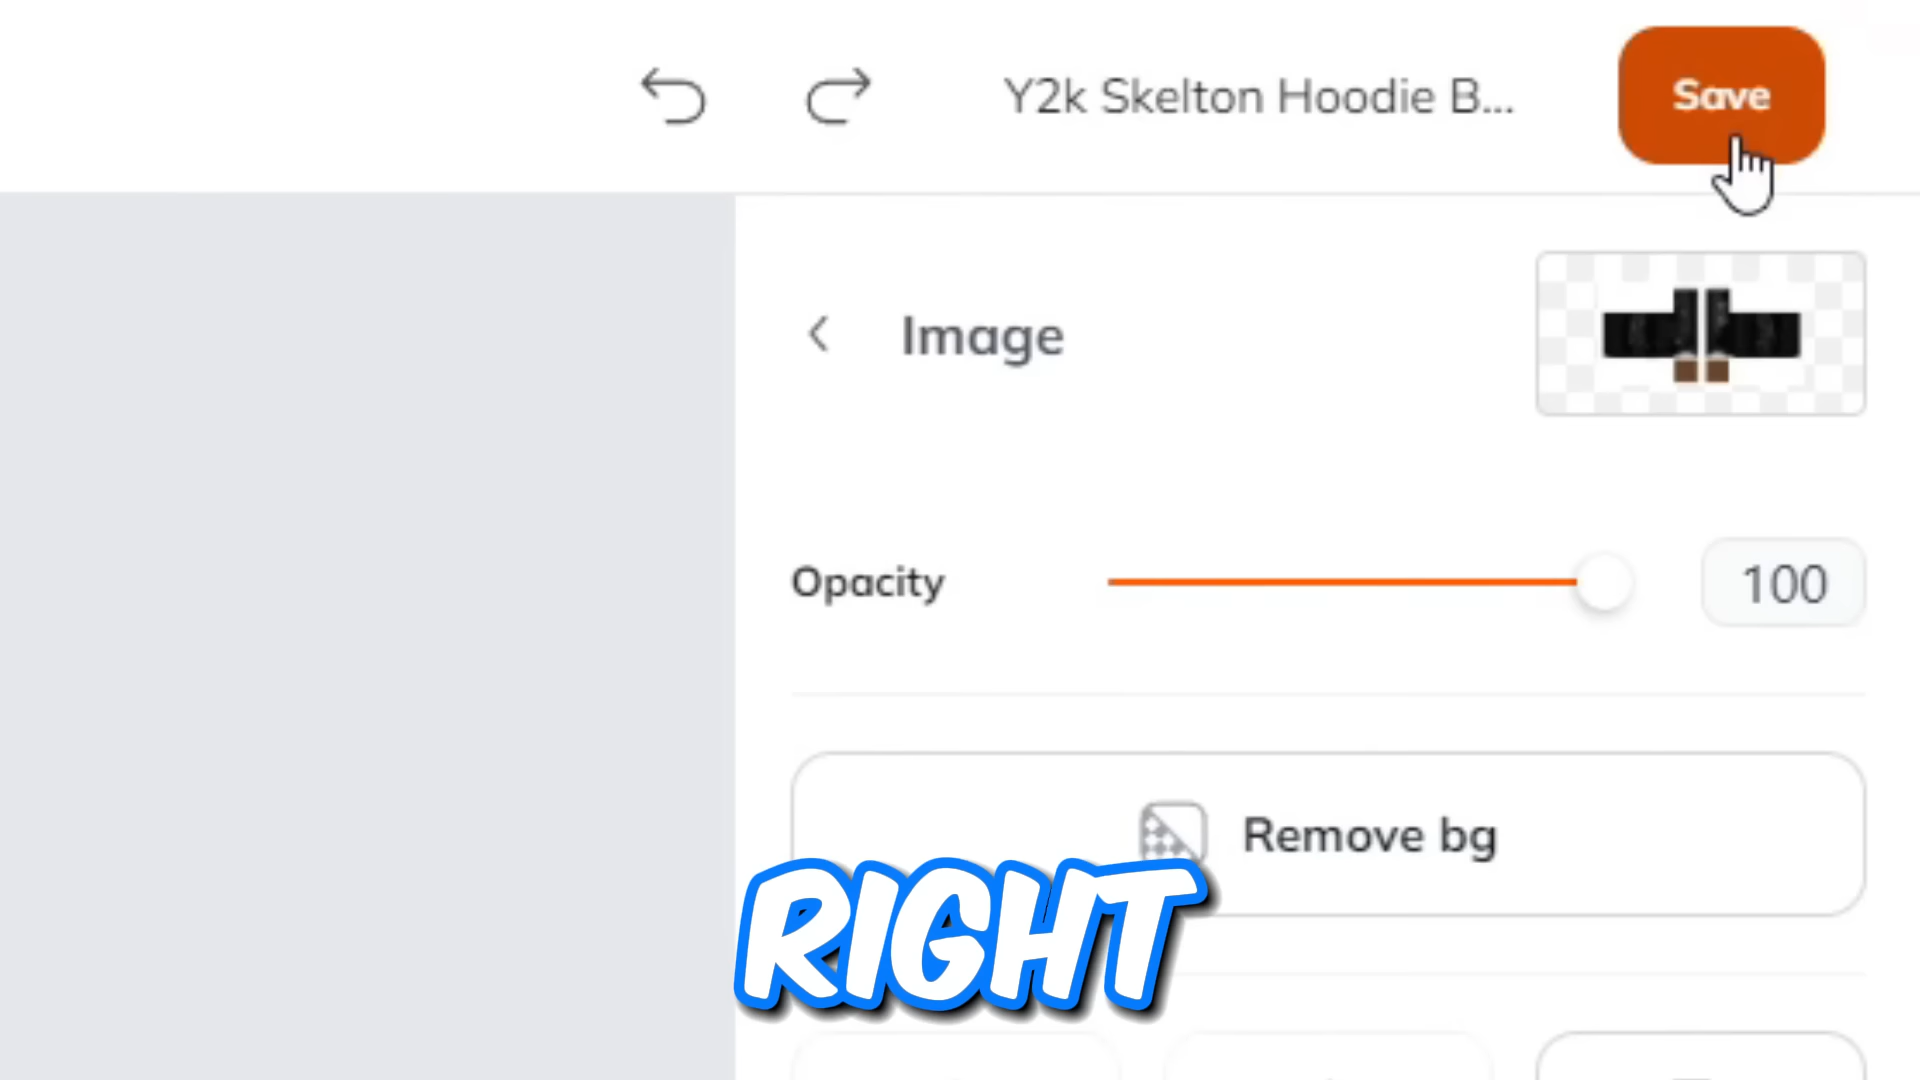 Y2k Skelton Hoodie B...
Save
Image
Opacity
100
Remove bg
RIGHT